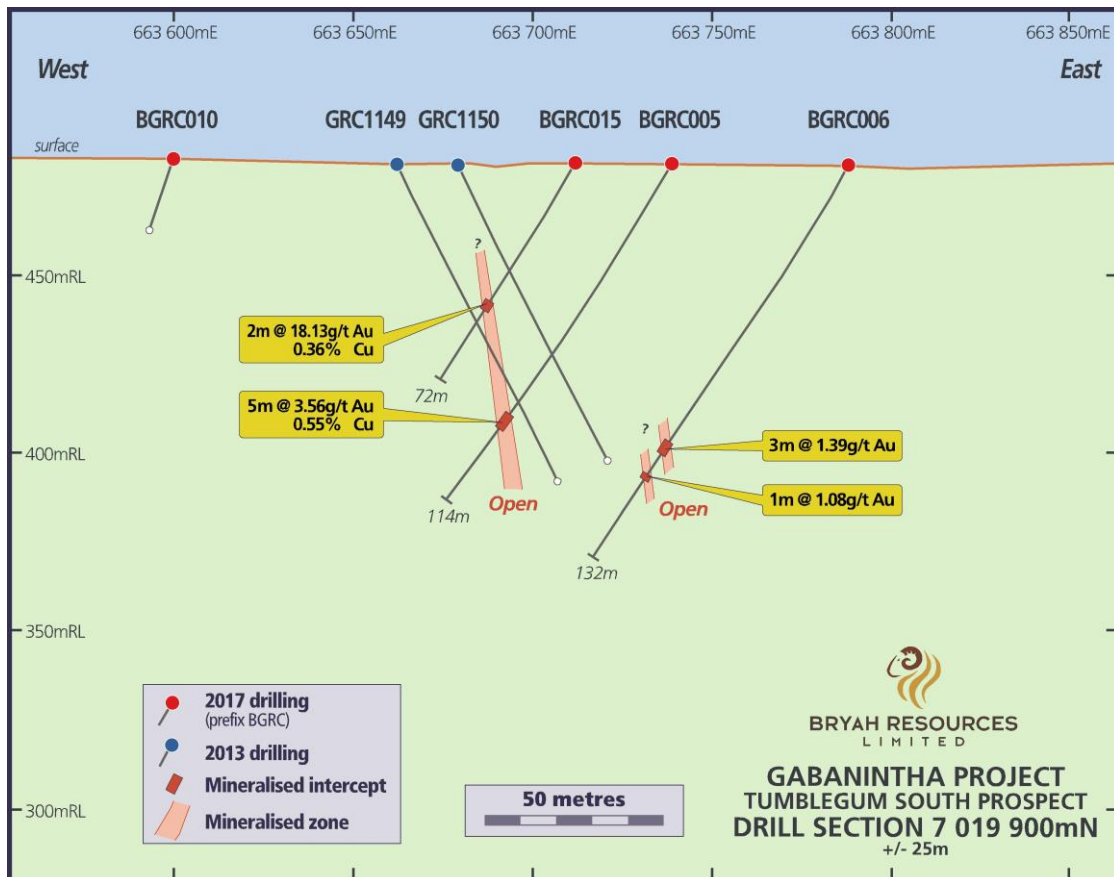 663 600mE
663 650mE
663 700mE
663 750mE
663 800mE
663 850mE
West
East
BGRC010
GRC1149
GRC1150
BGRC015
BGRC005
BGRC006
surface
?
450mRL
2m @ 18.13g/t Au
0.36% Cu
72m
5m @ 3.56g/t Au
0.55% Cu
?
400mRL
3m @ 1.39g/t Au
1m @ 1.08g/t Au
114m
Open
Open
132m
350mRL
2017 drilling
(prefix BGRC)
2013 drilling
Mineralised intercept
Mineralised zone
50 metres
BRYAH RESOURCES
LIMITED
GABANINTHA PROJECT
TUMBLEGUM SOUTH PROSPECT
DRILL SECTION 7 019 900mN
+/- 25m
300mRL